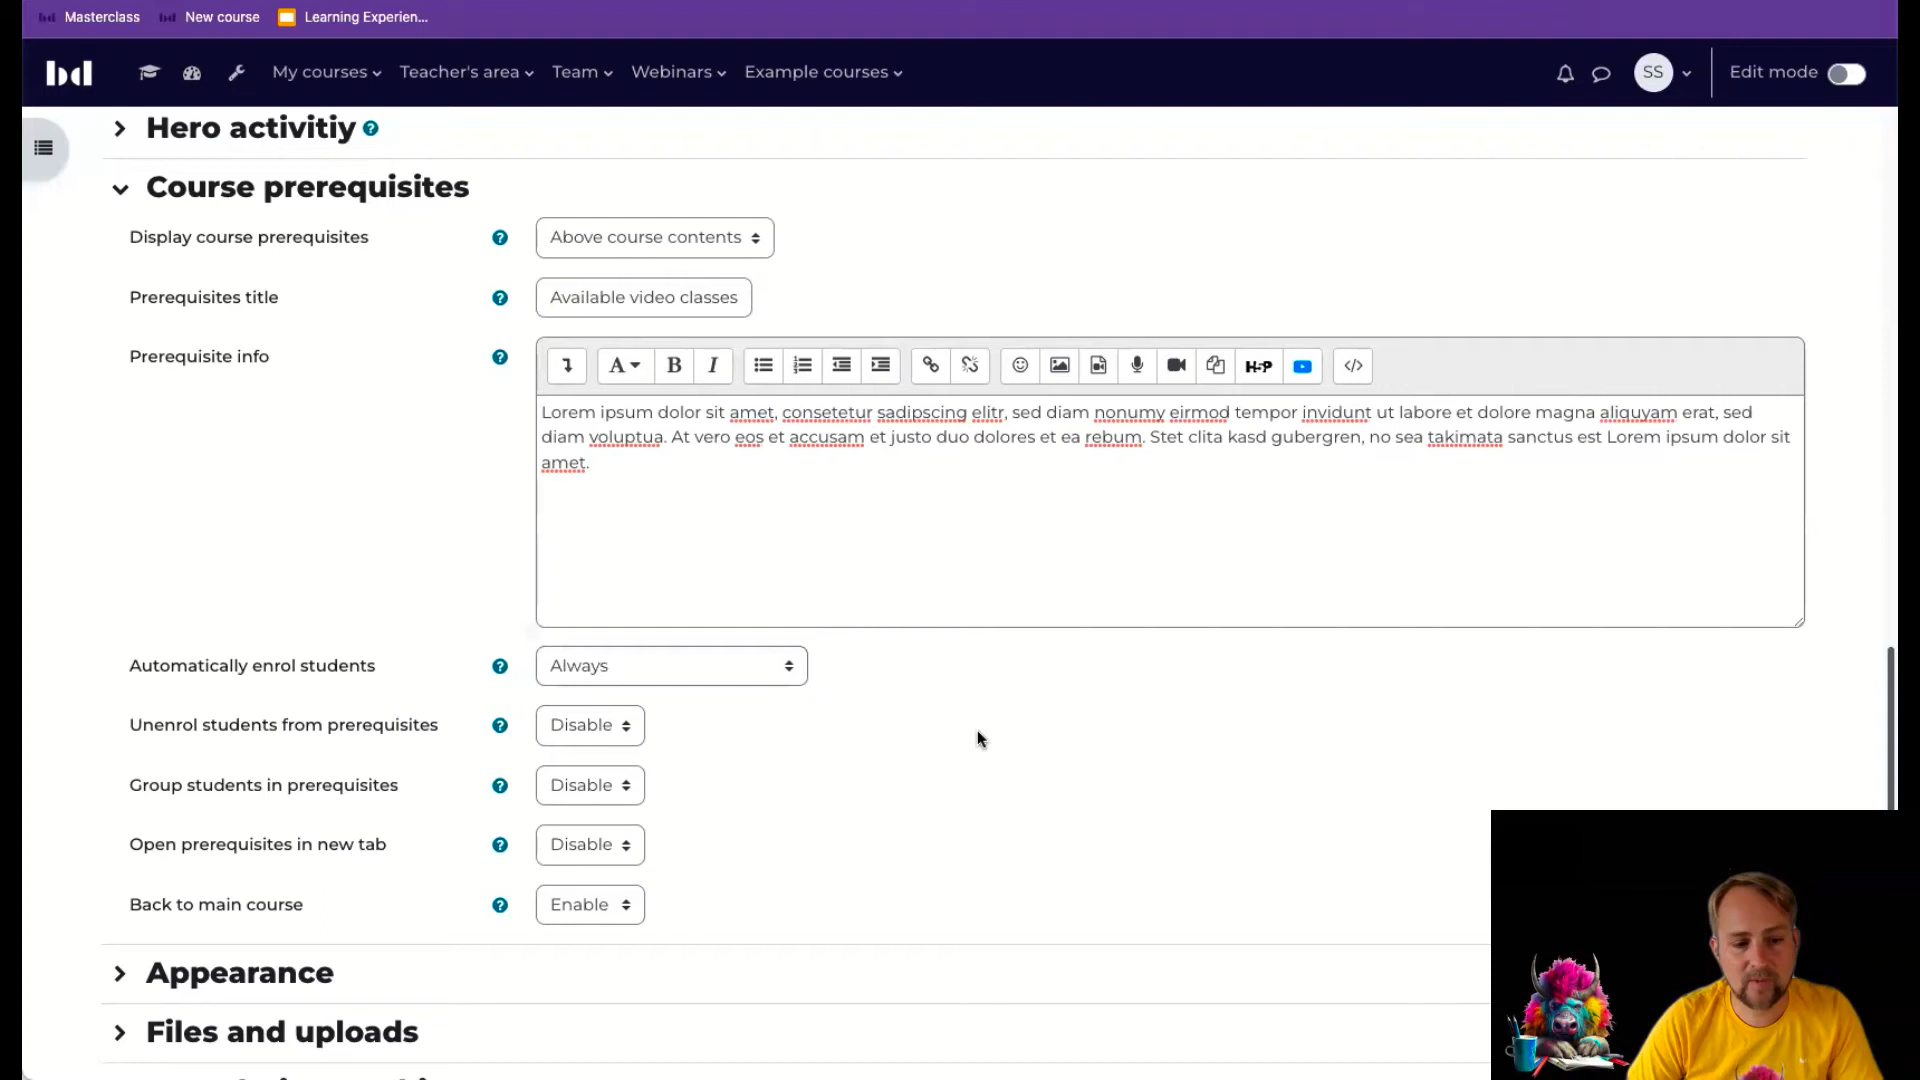 bd Masterclass bd New course Learning Experien...
bd My courses Teacher's area Team Webinars Example courses SS Edit mode
Hero activitiy ?
Course prerequisites
Display course prerequisites ? Above course contents
Prerequisites title ? Available video classes
Prerequisite info ?
A B I H5P </>
Lorem ipsum dolor sit amet, consetetur sadipscing elitr, sed diam nonumy eirmod tempor invidunt ut labore et dolore magna aliquyam erat, sed
diam voluptua. At vero eos et accusam et justo duo dolores et ea rebum. Stet clita kasd gubergren, no sea takimata sanctus est Lorem ipsum dolor sit
amet.
Automatically enrol students ? Always
Unenrol students from prerequisites ? Disable
Group students in prerequisites ? Disable
Open prerequisites in new tab ? Disable
Back to main course ? Enable
Appearance
Files and uploads